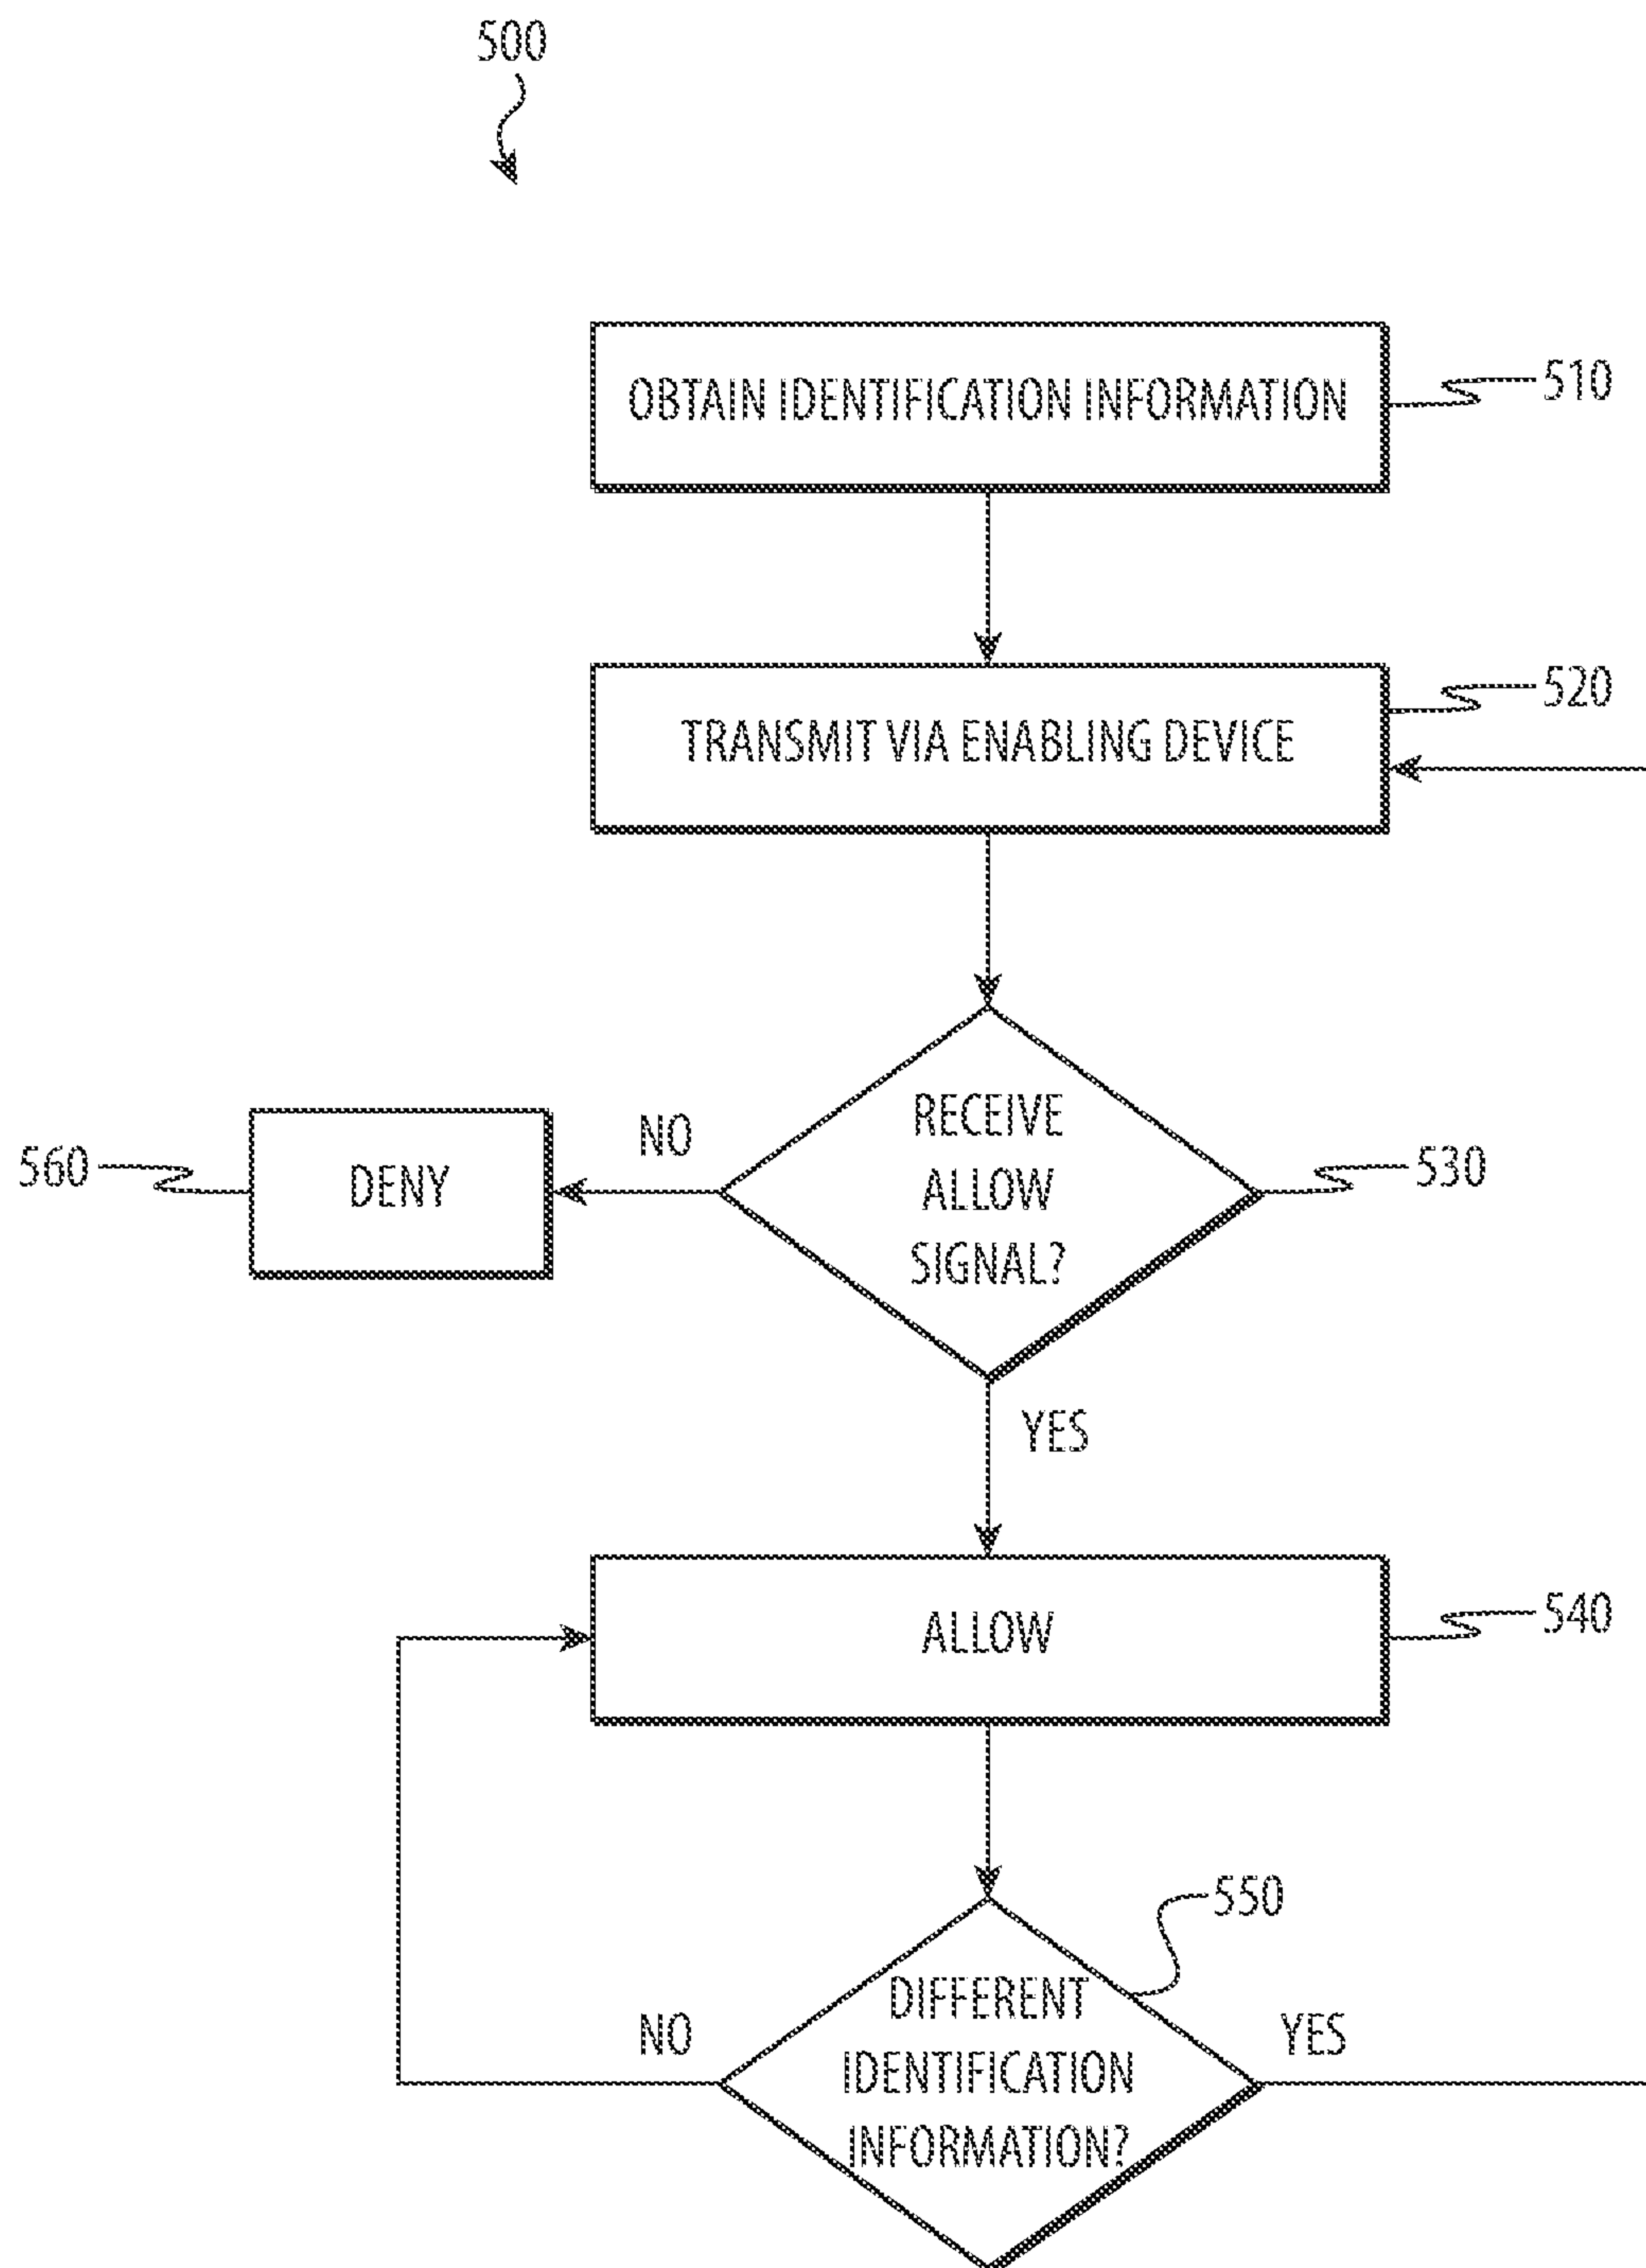 500
OBTAIN IDENTIFICATION INFORMATION
510
TRANSMIT VIA ENABLING DEVICE
520
RECEIVE
ALLOW
SIGNAL?
530
NO
DENY
560
YES
ALLOW
540
DIFFERENT
IDENTIFICATION
INFORMATION?
550
NO
YES